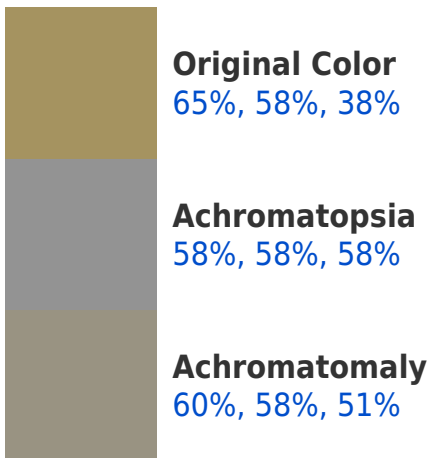 Original Color
65%, 58%, 38%
Achromatopsia
58%, 58%, 58%
Achromatomaly
60%, 58%, 51%